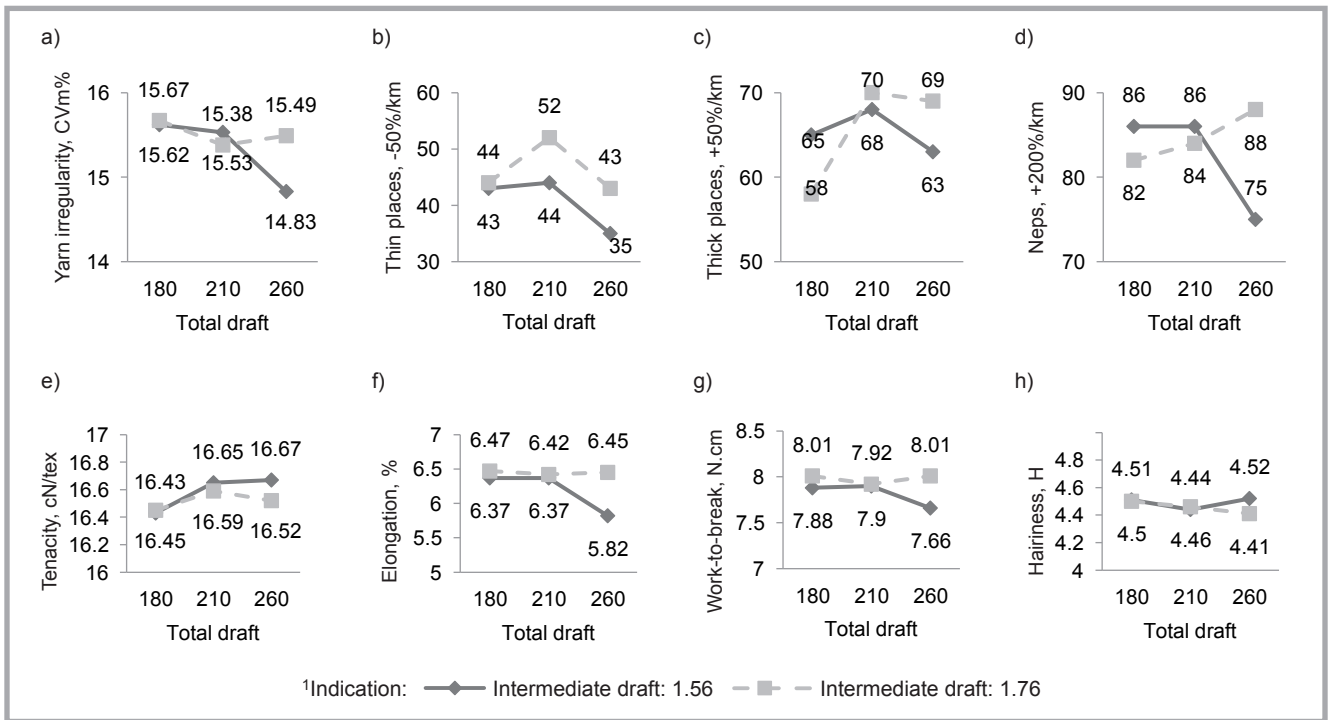 a)
Yarn irregularity, CVm%
16
15
14
15.67
15.38
15.49
15.62
15.53
14.83
180 210 260
Total draft
b)
Thin places, -50%/km
60
50
40
30
52
44
43
43
44
35
180 210 260
Total draft
c)
Thick places, +50%/km
70
60
50
70
69
65
68
58
63
180 210 260
Total draft
d)
Neps, +200%/km
90
80
70
86
86
88
82
84
75
180 210 260
Total draft
e)
Tenacity, cN/tex
17
16.8
16.6
16.4
16.2
16
16.43
16.65
16.67
16.45
16.59
16.52
180 210 260
Total draft
f)
Elongation, %
7
6.5
6
5.5
5
6.47
6.42
6.45
6.37
6.37
5.82
180 210 260
Total draft
g)
Work-to-break, N.cm
8.5
8
7.5
7
8.01
7.92
8.01
7.88
7.9
7.66
180 210 260
Total draft
h)
Hairiness, H
4.8
4.6
4.4
4.2
4
4.51
4.44
4.52
4.5
4.46
4.41
180 210 260
Total draft
¹Indication: Intermediate draft: 1.56 Intermediate draft: 1.76